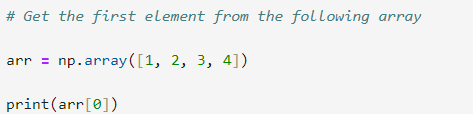 # Get the first element from the following array
arr = np.array([1, 2, 3, 4])
print(arr[0])